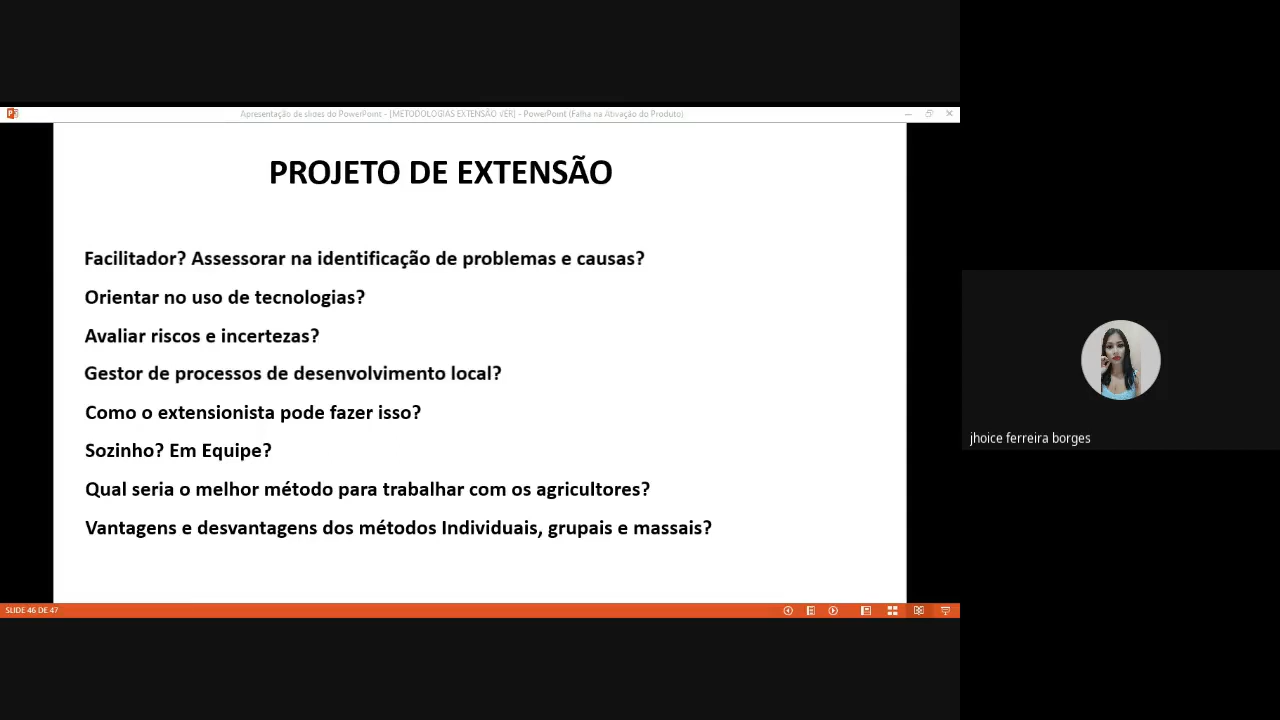 Apresentação de slides do PowerPoint - [METODOLOGIAS EXTENSÃO VER] - PowerPoint (Falha na Ativação do Produto)
PROJETO DE EXTENSÃO
Facilitador? Assessorar na identificação de problemas e causas?
Orientar no uso de tecnologias?
Avaliar riscos e incertezas?
Gestor de processos de desenvolvimento local?
Como o extensionista pode fazer isso?
Sozinho? Em Equipe?
Qual seria o melhor método para trabalhar com os agricultores?
Vantagens e desvantagens dos métodos Individuais, grupais e massais?
jhoice ferreira borges
SLIDE 46 DE 47